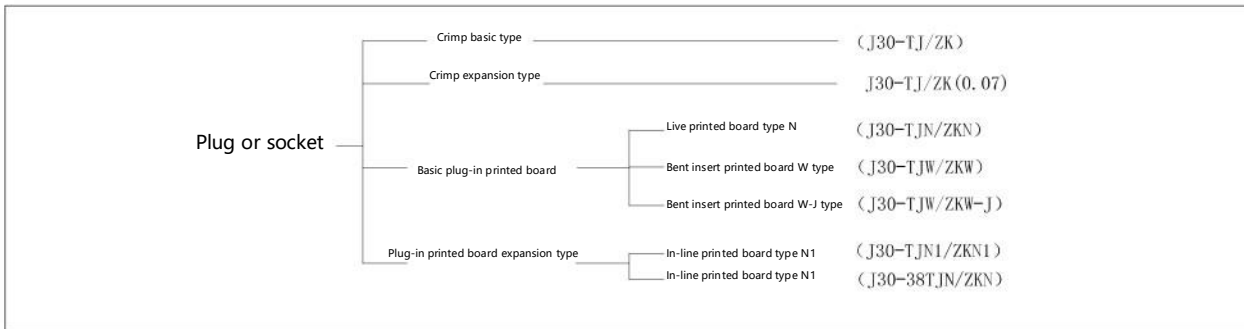 Crimp basic type (J30-TJ/ZK)
Crimp expansion type J30-TJ/ZK(0.07)
Plug or socket
Live printed board type N (J30-TJN/ZKN)
Basic plug-in printed board
Bent insert printed board W type (J30-TJW/ZKW)
Bent insert printed board W-J type (J30-TJW/ZKW-J)
Plug-in printed board expansion type
In-line printed board type N1 (J30-TJN1/ZKN1)
In-line printed board type N1 (J30-38TJN/ZKN)